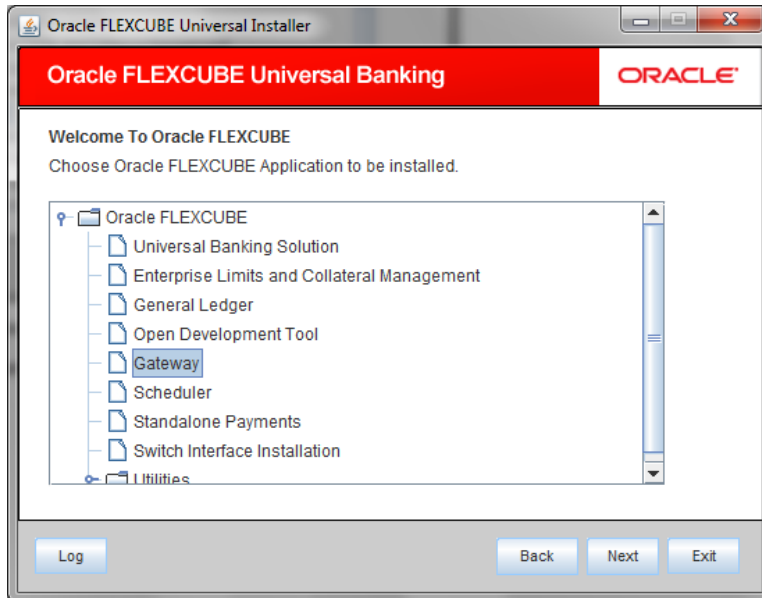 Oracle FLEXCUBE Universal Installer
Oracle FLEXCUBE Universal Banking
ORACLE®
Welcome To Oracle FLEXCUBE
Choose Oracle FLEXCUBE Application to be installed.
Oracle FLEXCUBE
Universal Banking Solution
Enterprise Limits and Collateral Management
General Ledger
Open Development Tool
Gateway
Scheduler
Standalone Payments
Switch Interface Installation
Utilities
Log
Back
Next
Exit